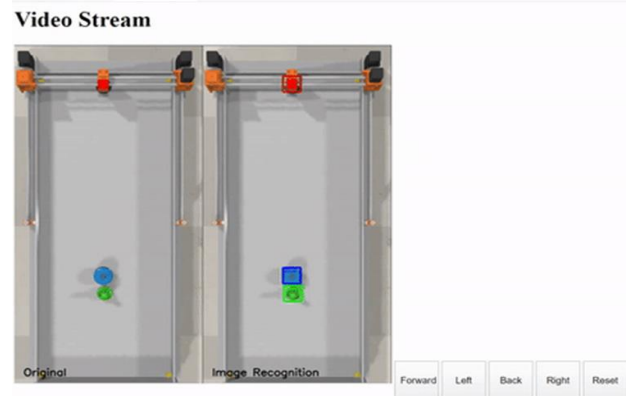 Video Stream
Original
Image Recognition
Forward
Left
Back
Right
Reset